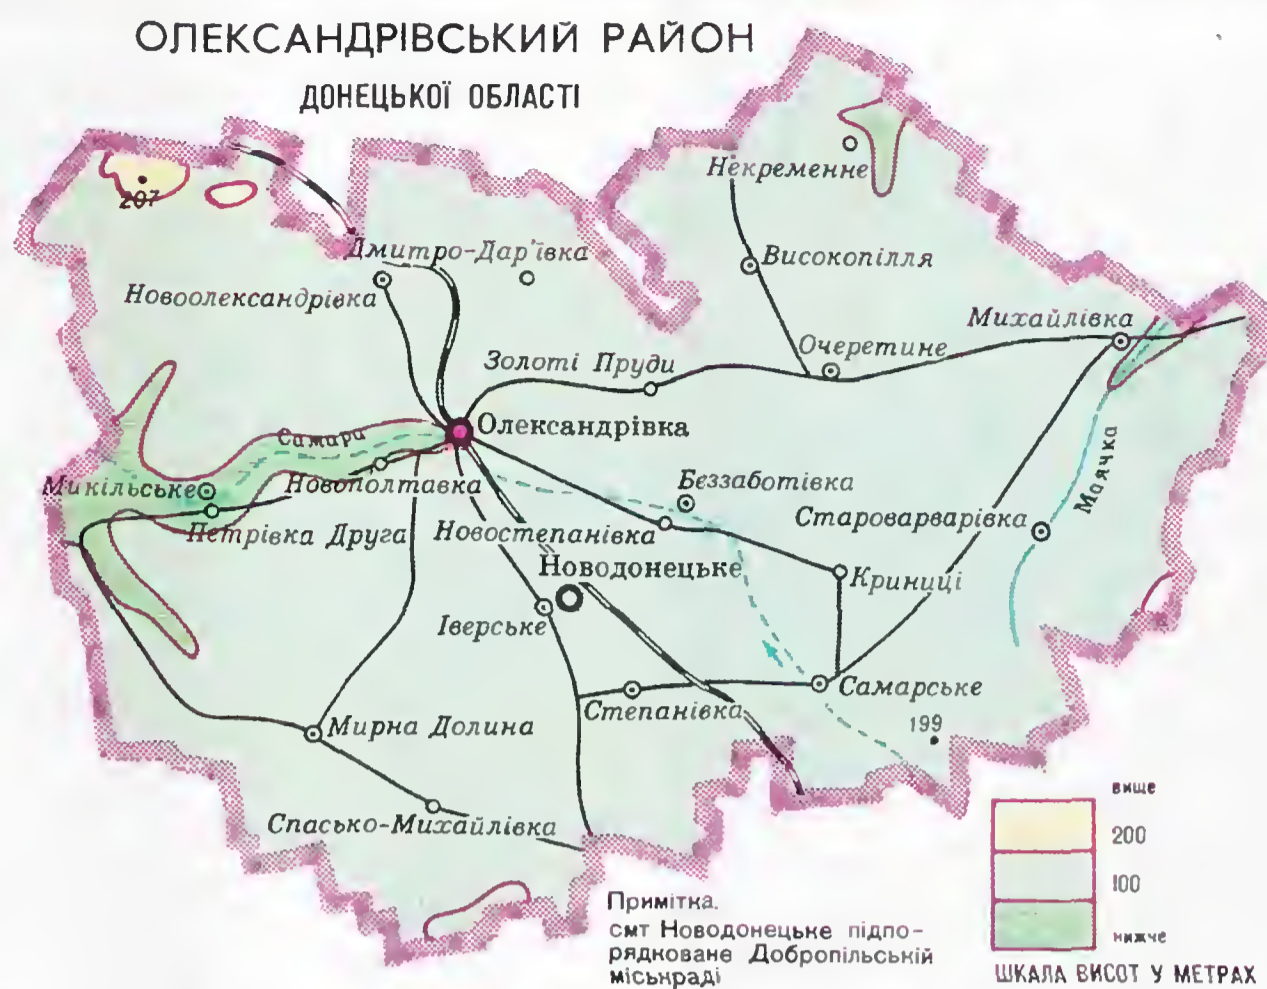 ОЛЕКСАНДРІВСЬКИЙ РАЙОН
ДОНЕЦЬКОЇ ОБЛАСТІ
Некременне
207
Дмитро-Дар'ївка
Високопілля
Новоолександрівка
Михайлівка
Очеретине
Золоті Пруди
Олександрівка
Самара
Маячка
Микільське
Новополтавка
Беззаботівка
Петрівка Друга
Новостепанівка
Староварварівка
Новодонецьке
Криниці
Іверське
Самарське
Степанівка
Мирна Долина
199
Спасько-Михайлівка
вище
200
100
нижче
ШКАЛА ВИСОТ У МЕТРАХ
Примітка.
смт Новодонецьке підпо-
рядковане Добропільській
міськраді